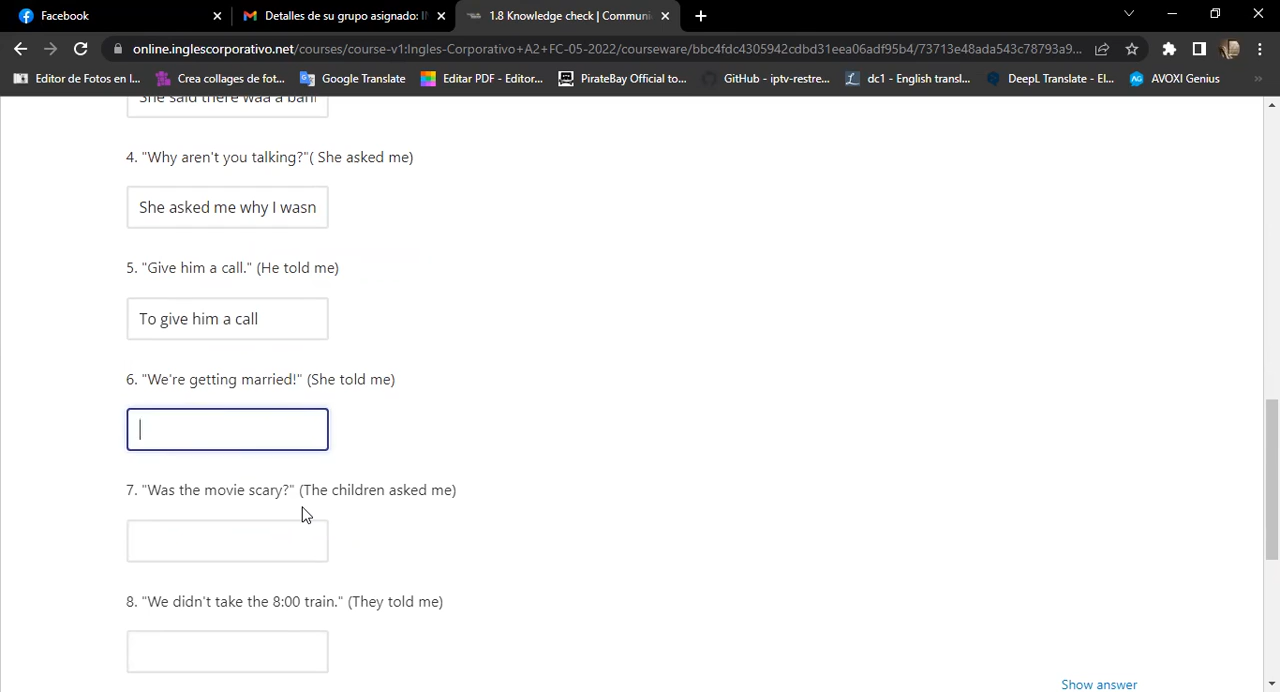 Facebook
Detalles de su grupo asignado: I
1.8 Knowledge check | Communi
online.inglescorporativo.net/courses/course-v1:Ingles-Corporativo+A2+FC-05-2022/courseware/bbc4fdc4305942cdbd31eea06adf95b4/73713e48ada543c78793a9...
Editor de Fotos en l... Crea collages de fot... Google Translate Editar PDF - Editor... PirateBay Official to... GitHub - iptv-restre... dc1 - English transl... DeepL Translate - El... AVOXI Genius »
She said there waa a ban
4. "Why aren't you talking?"( She asked me)
She asked me why I wasn
5. "Give him a call." (He told me)
To give him a call
6. "We're getting married!" (She told me)
7. "Was the movie scary?" (The children asked me)
8. "We didn't take the 8:00 train." (They told me)
Show answer